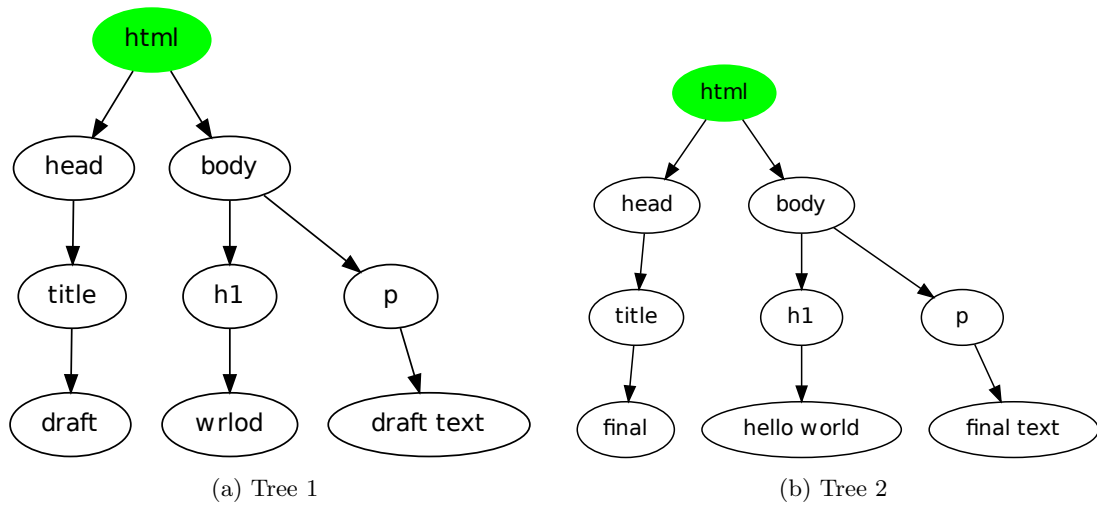 html
head
body
title
h1
p
draft
wrlod
draft text
(a) Tree 1
html
head
body
title
h1
p
final
hello world
final text
(b) Tree 2